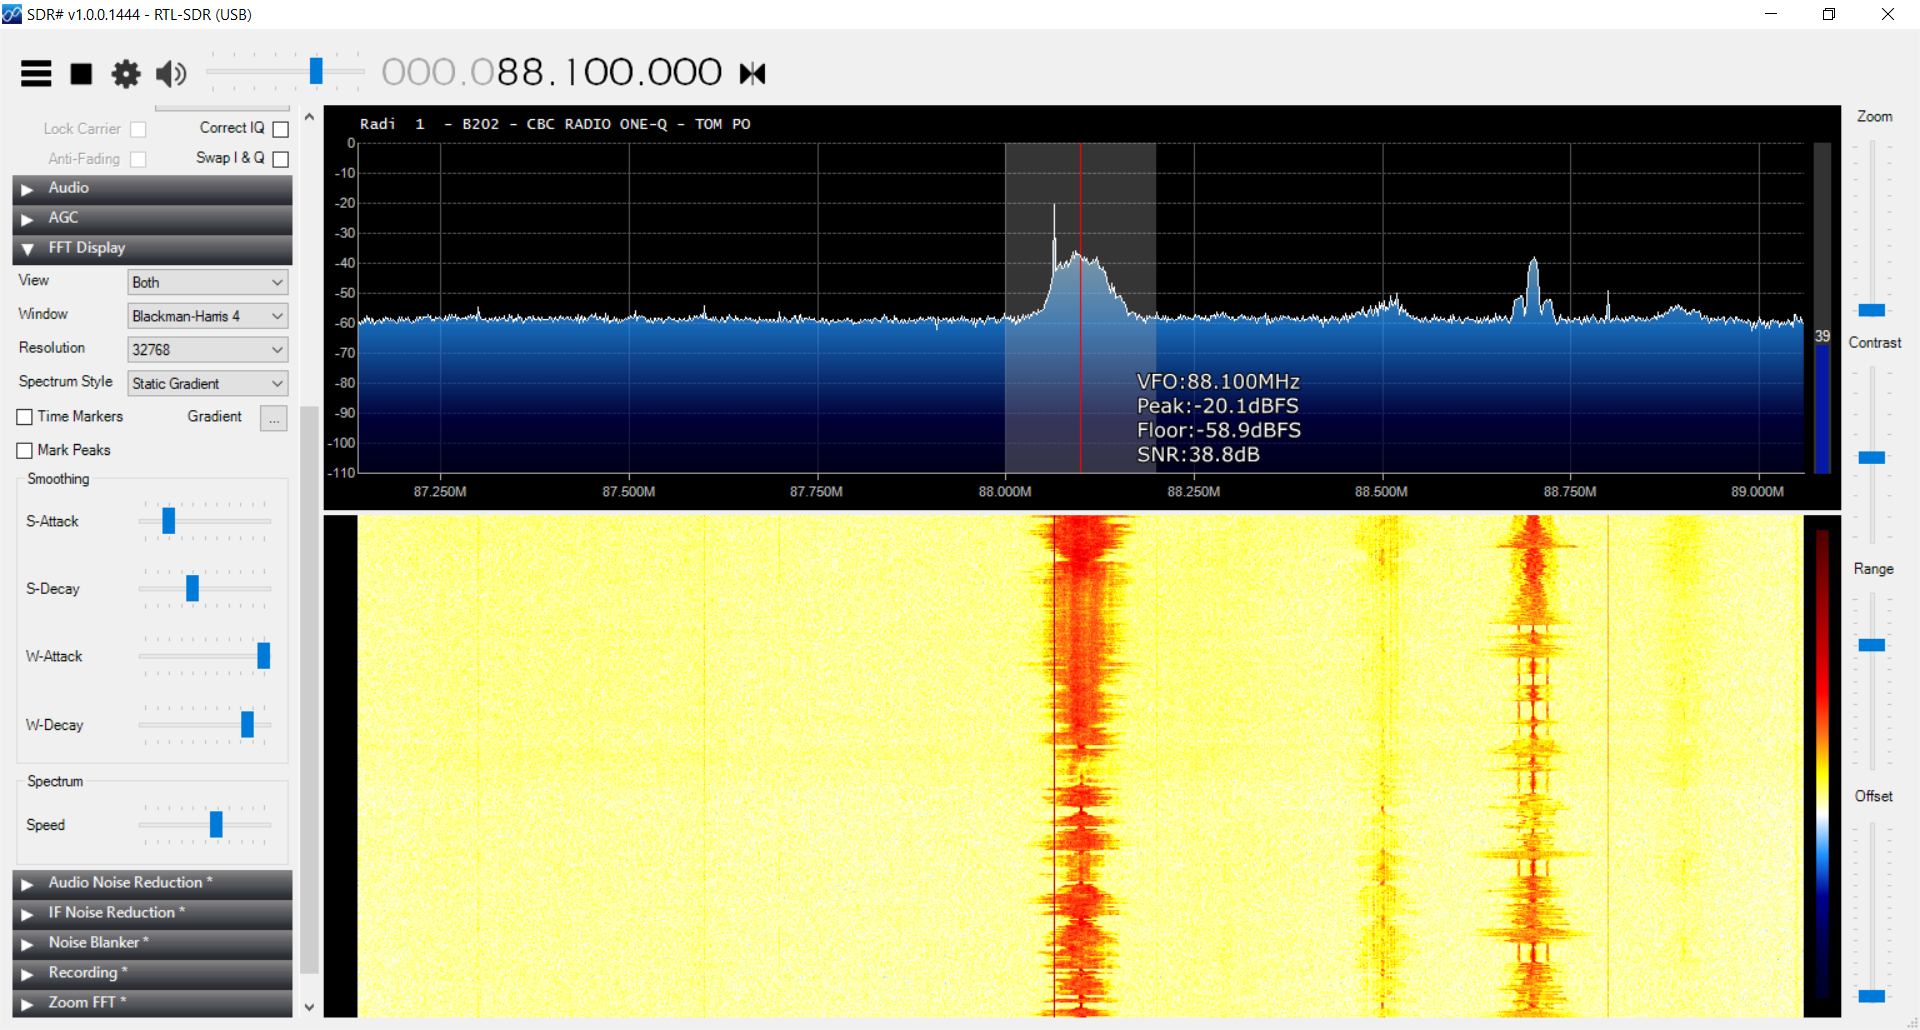 SDR# v1.0.0.1444 - RTL-SDR (USB)
000.088.100.000
Lock Carrier
Correct IQ
Anti-Fading
Swap I & Q
Audio
AGC
FFT Display
View
Both
Window
Blackman-Harris 4
Resolution
32768
Spectrum Style
Static Gradient
Time Markers
Gradient
...
Mark Peaks
Smoothing
S-Attack
S-Decay
W-Attack
W-Decay
Spectrum
Speed
Audio Noise Reduction *
IF Noise Reduction *
Noise Blanker *
Recording *
Zoom FFT *
Radi  1  - B202 - CBC RADIO ONE-Q - TOM PO
0
-10
-20
-30
-40
-50
-60
-70
-80
-90
-100
-110
87.250M
87.500M
87.750M
88.000M
88.250M
88.500M
88.750M
89.000M
VFO:88.100MHz
Peak:-20.1dBFS
Floor:-58.9dBFS
SNR:38.8dB
39
Zoom
Contrast
Range
Offset